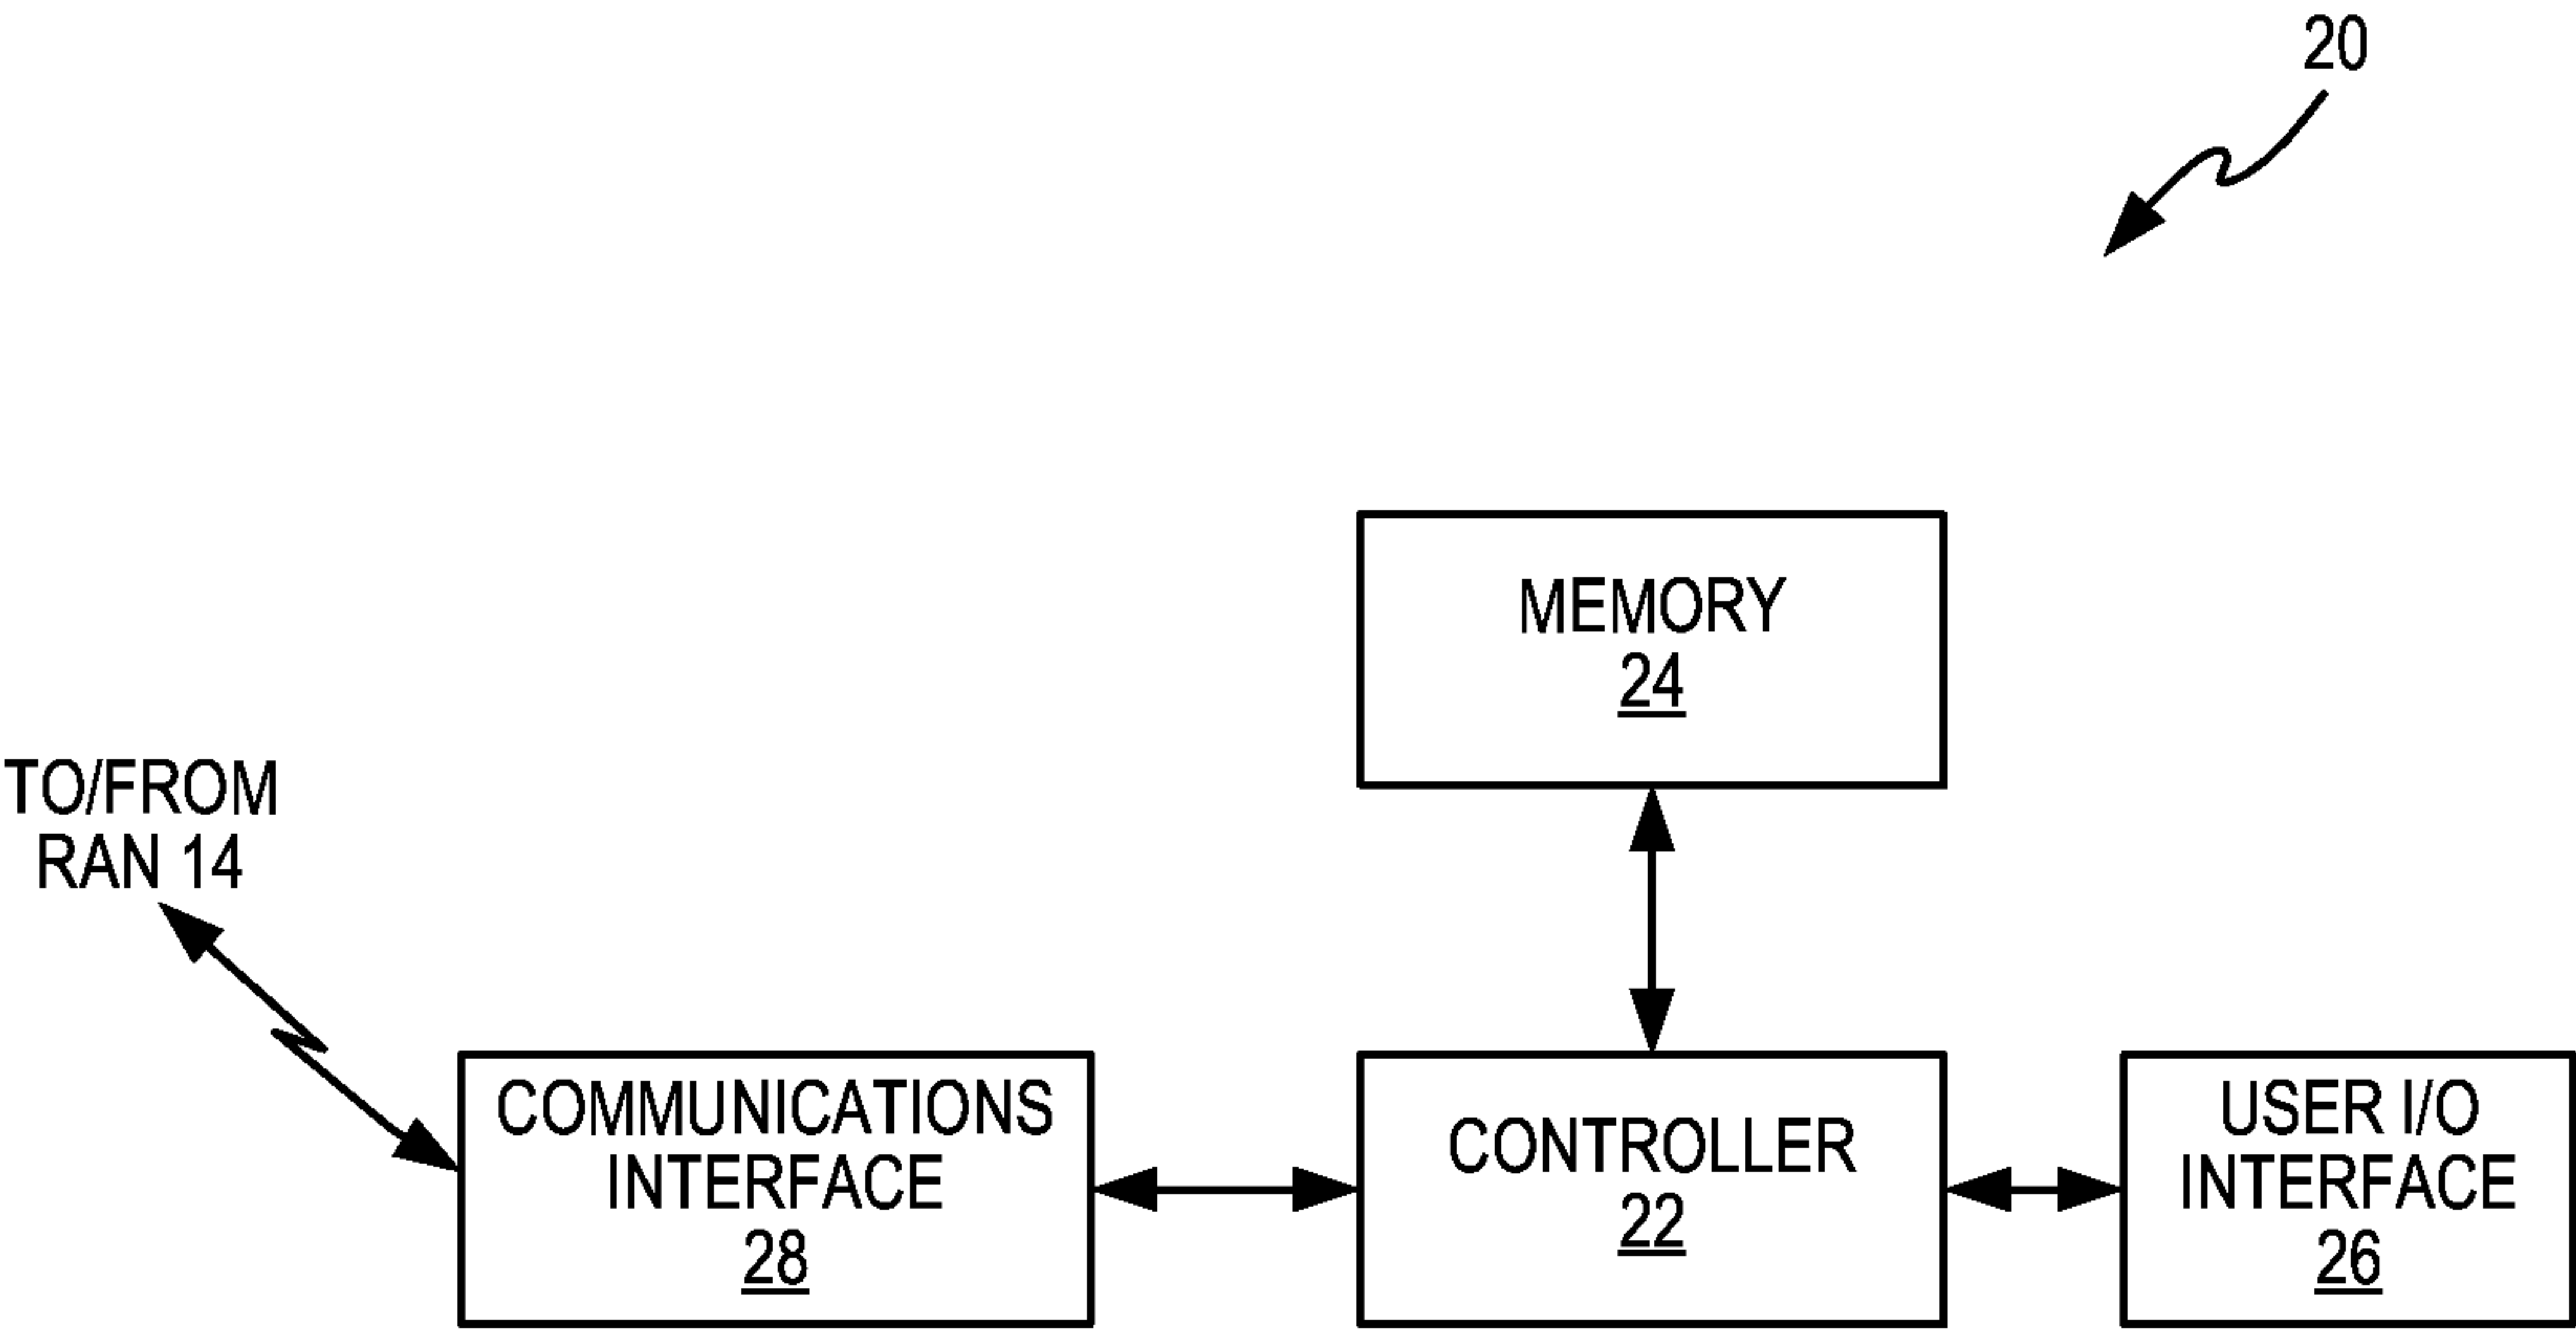 20
MEMORY
24
TO/FROM
RAN 14
COMMUNICATIONS
INTERFACE
28
CONTROLLER
22
USER I/O
INTERFACE
26